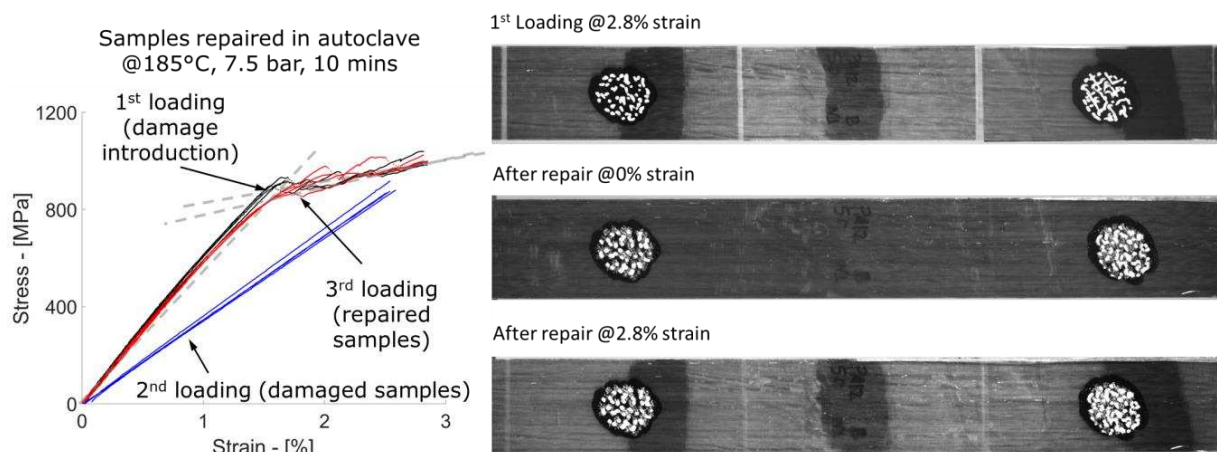 Samples repaired in autoclave
@185°C, 7.5 bar, 10 mins
1st loading
(damage
introduction)
3rd loading
(repaired
samples)
2nd loading (damaged samples)
Stress - [MPa]
1200
800
400
0
0
1
2
3
Strain - [%]
1st Loading @2.8% strain
After repair @0% strain
After repair @2.8% strain